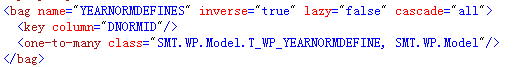 <bag name="YEARNORMDEFINES" inverse="true" lazy="false" cascade="all">
  <key column="DNORMID"/>
  <one-to-many class="SMT.WP.Model.T_WP_YEARNORMDEFINE, SMT.WP.Model"/>
</bag>